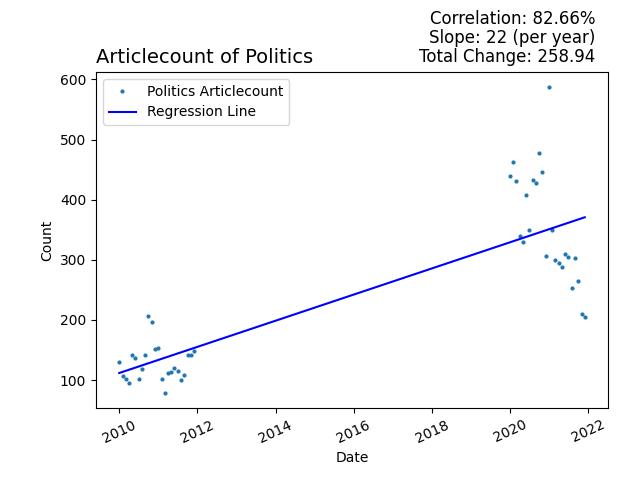 Correlation: 82.66%
Slope: 22 (per year)
Total Change: 258.94
Articlecount of Politics
Politics Articlecount
Regression Line
600
500
400
300
200
100
Count
2010
2012
2014
2016
2018
2020
2022
Date